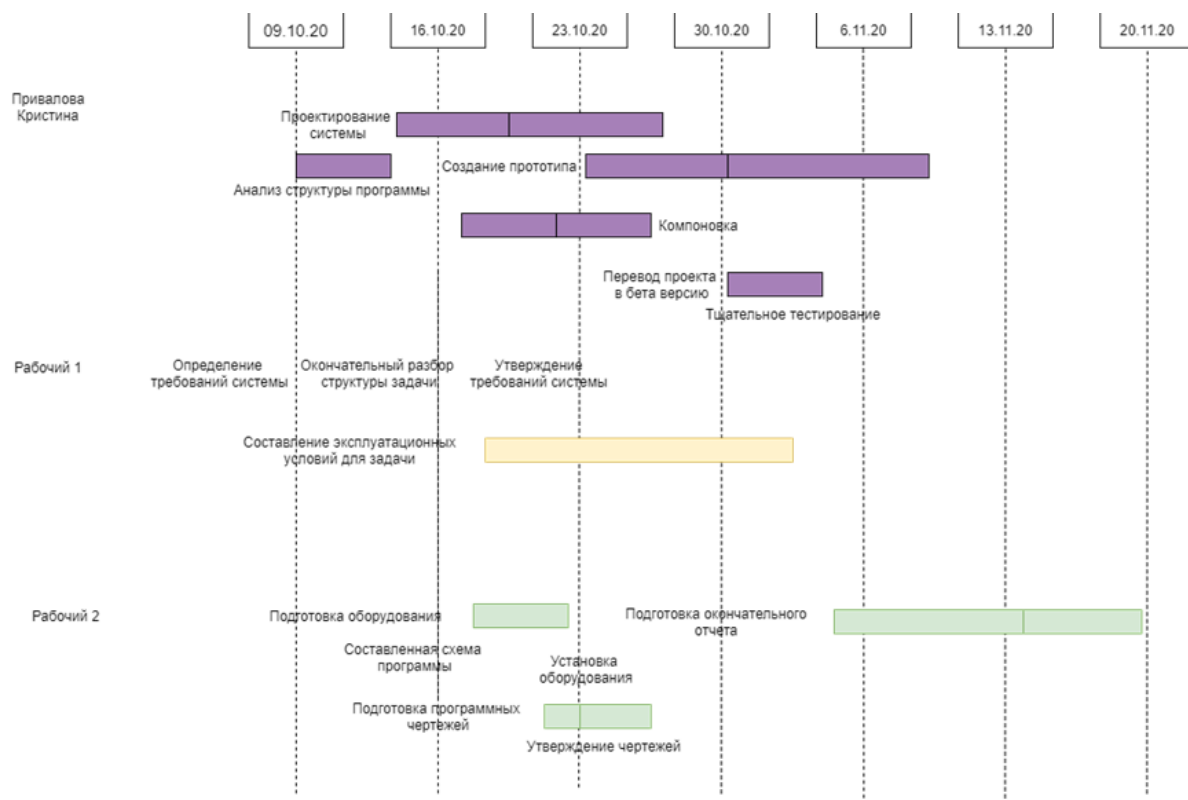 09.10.20
16.10.20
23.10.20
30.10.20
6.11.20
13.11.20
20.11.20
Привалова
Кристина
Проектирование
системы
Создание прототипа
Анализ структуры программы
Компоновка
Перевод проекта
в бета версию
Тщательное тестирование
Рабочий 1
Определение
требований системы
Окончательный разбор
структуры задачи
Утверждение
требований системы
Составление эксплуатационных
условий для задачи
Рабочий 2
Подготовка оборудования
Подготовка окончательного
отчета
Составленная схема
программы
Установка
оборудования
Подготовка программных
чертежей
Утверждение чертежей